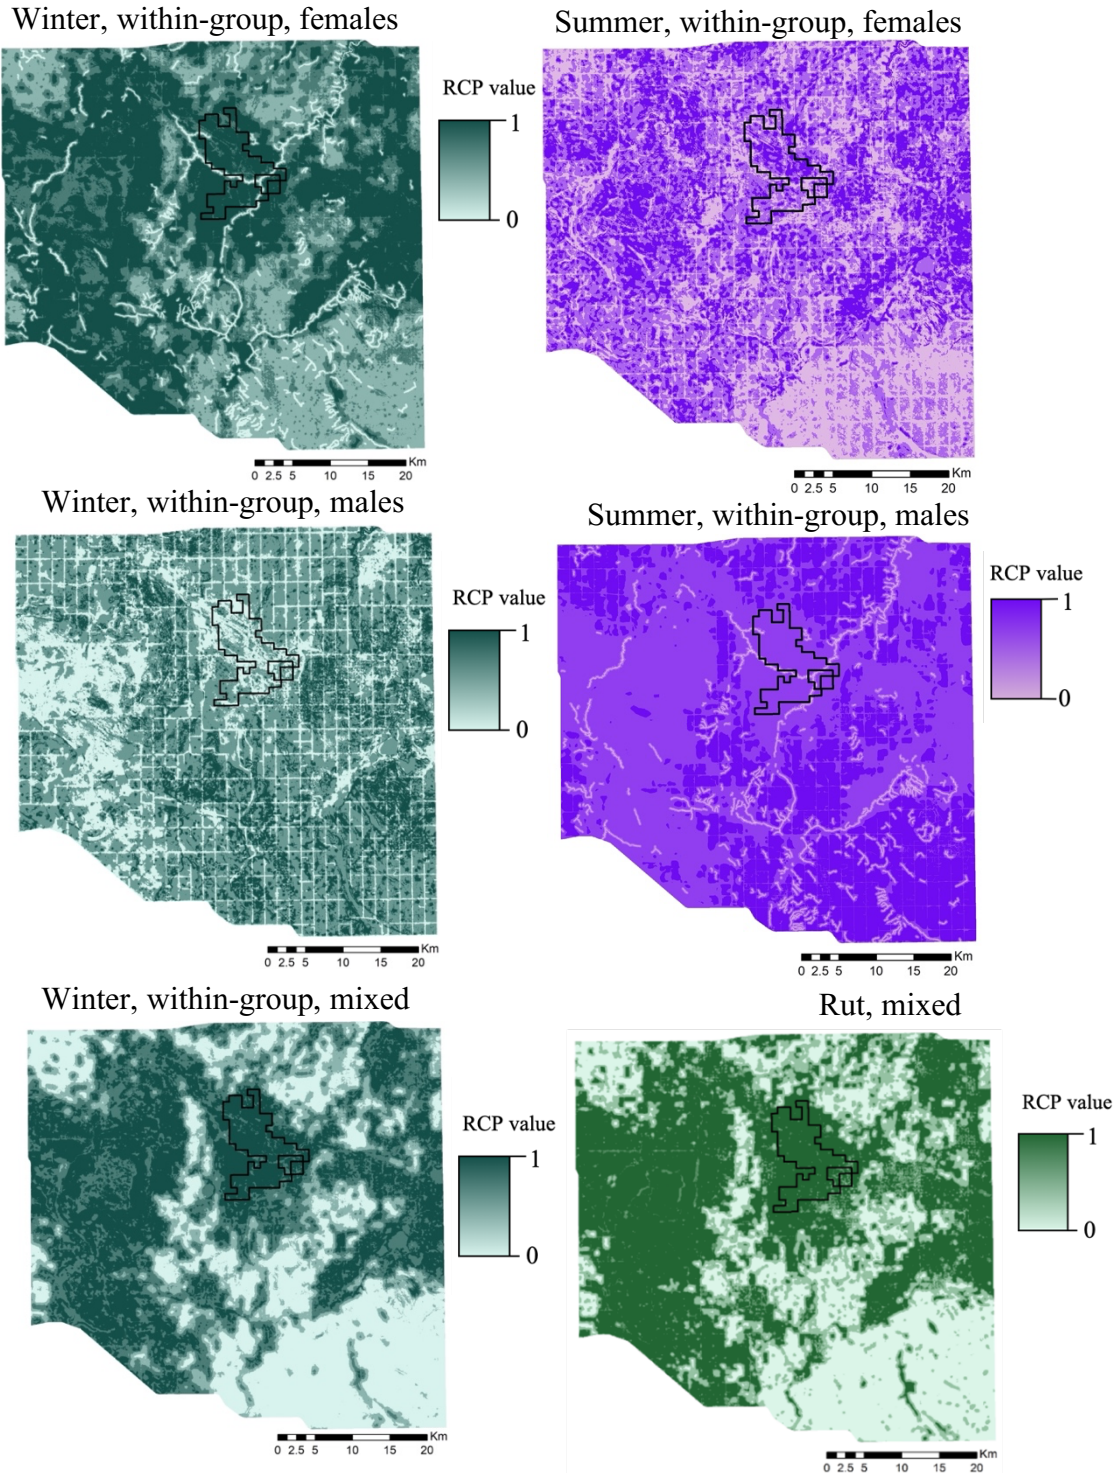 Winter, within-group, females
Summer, within-group, females
RCP value
1
0
Km
0 2.5 5 10 15 20
Km
0 2.5 5 10 15 20
Winter, within-group, males
Summer, within-group, males
RCP value
1
0
RCP value
1
0
Km
0 2.5 5 10 15 20
Km
0 2.5 5 10 15 20
Winter, within-group, mixed
Rut, mixed
RCP value
1
0
RCP value
1
0
Km
0 2.5 5 10 15 20
Km
0 2.5 5 10 15 20